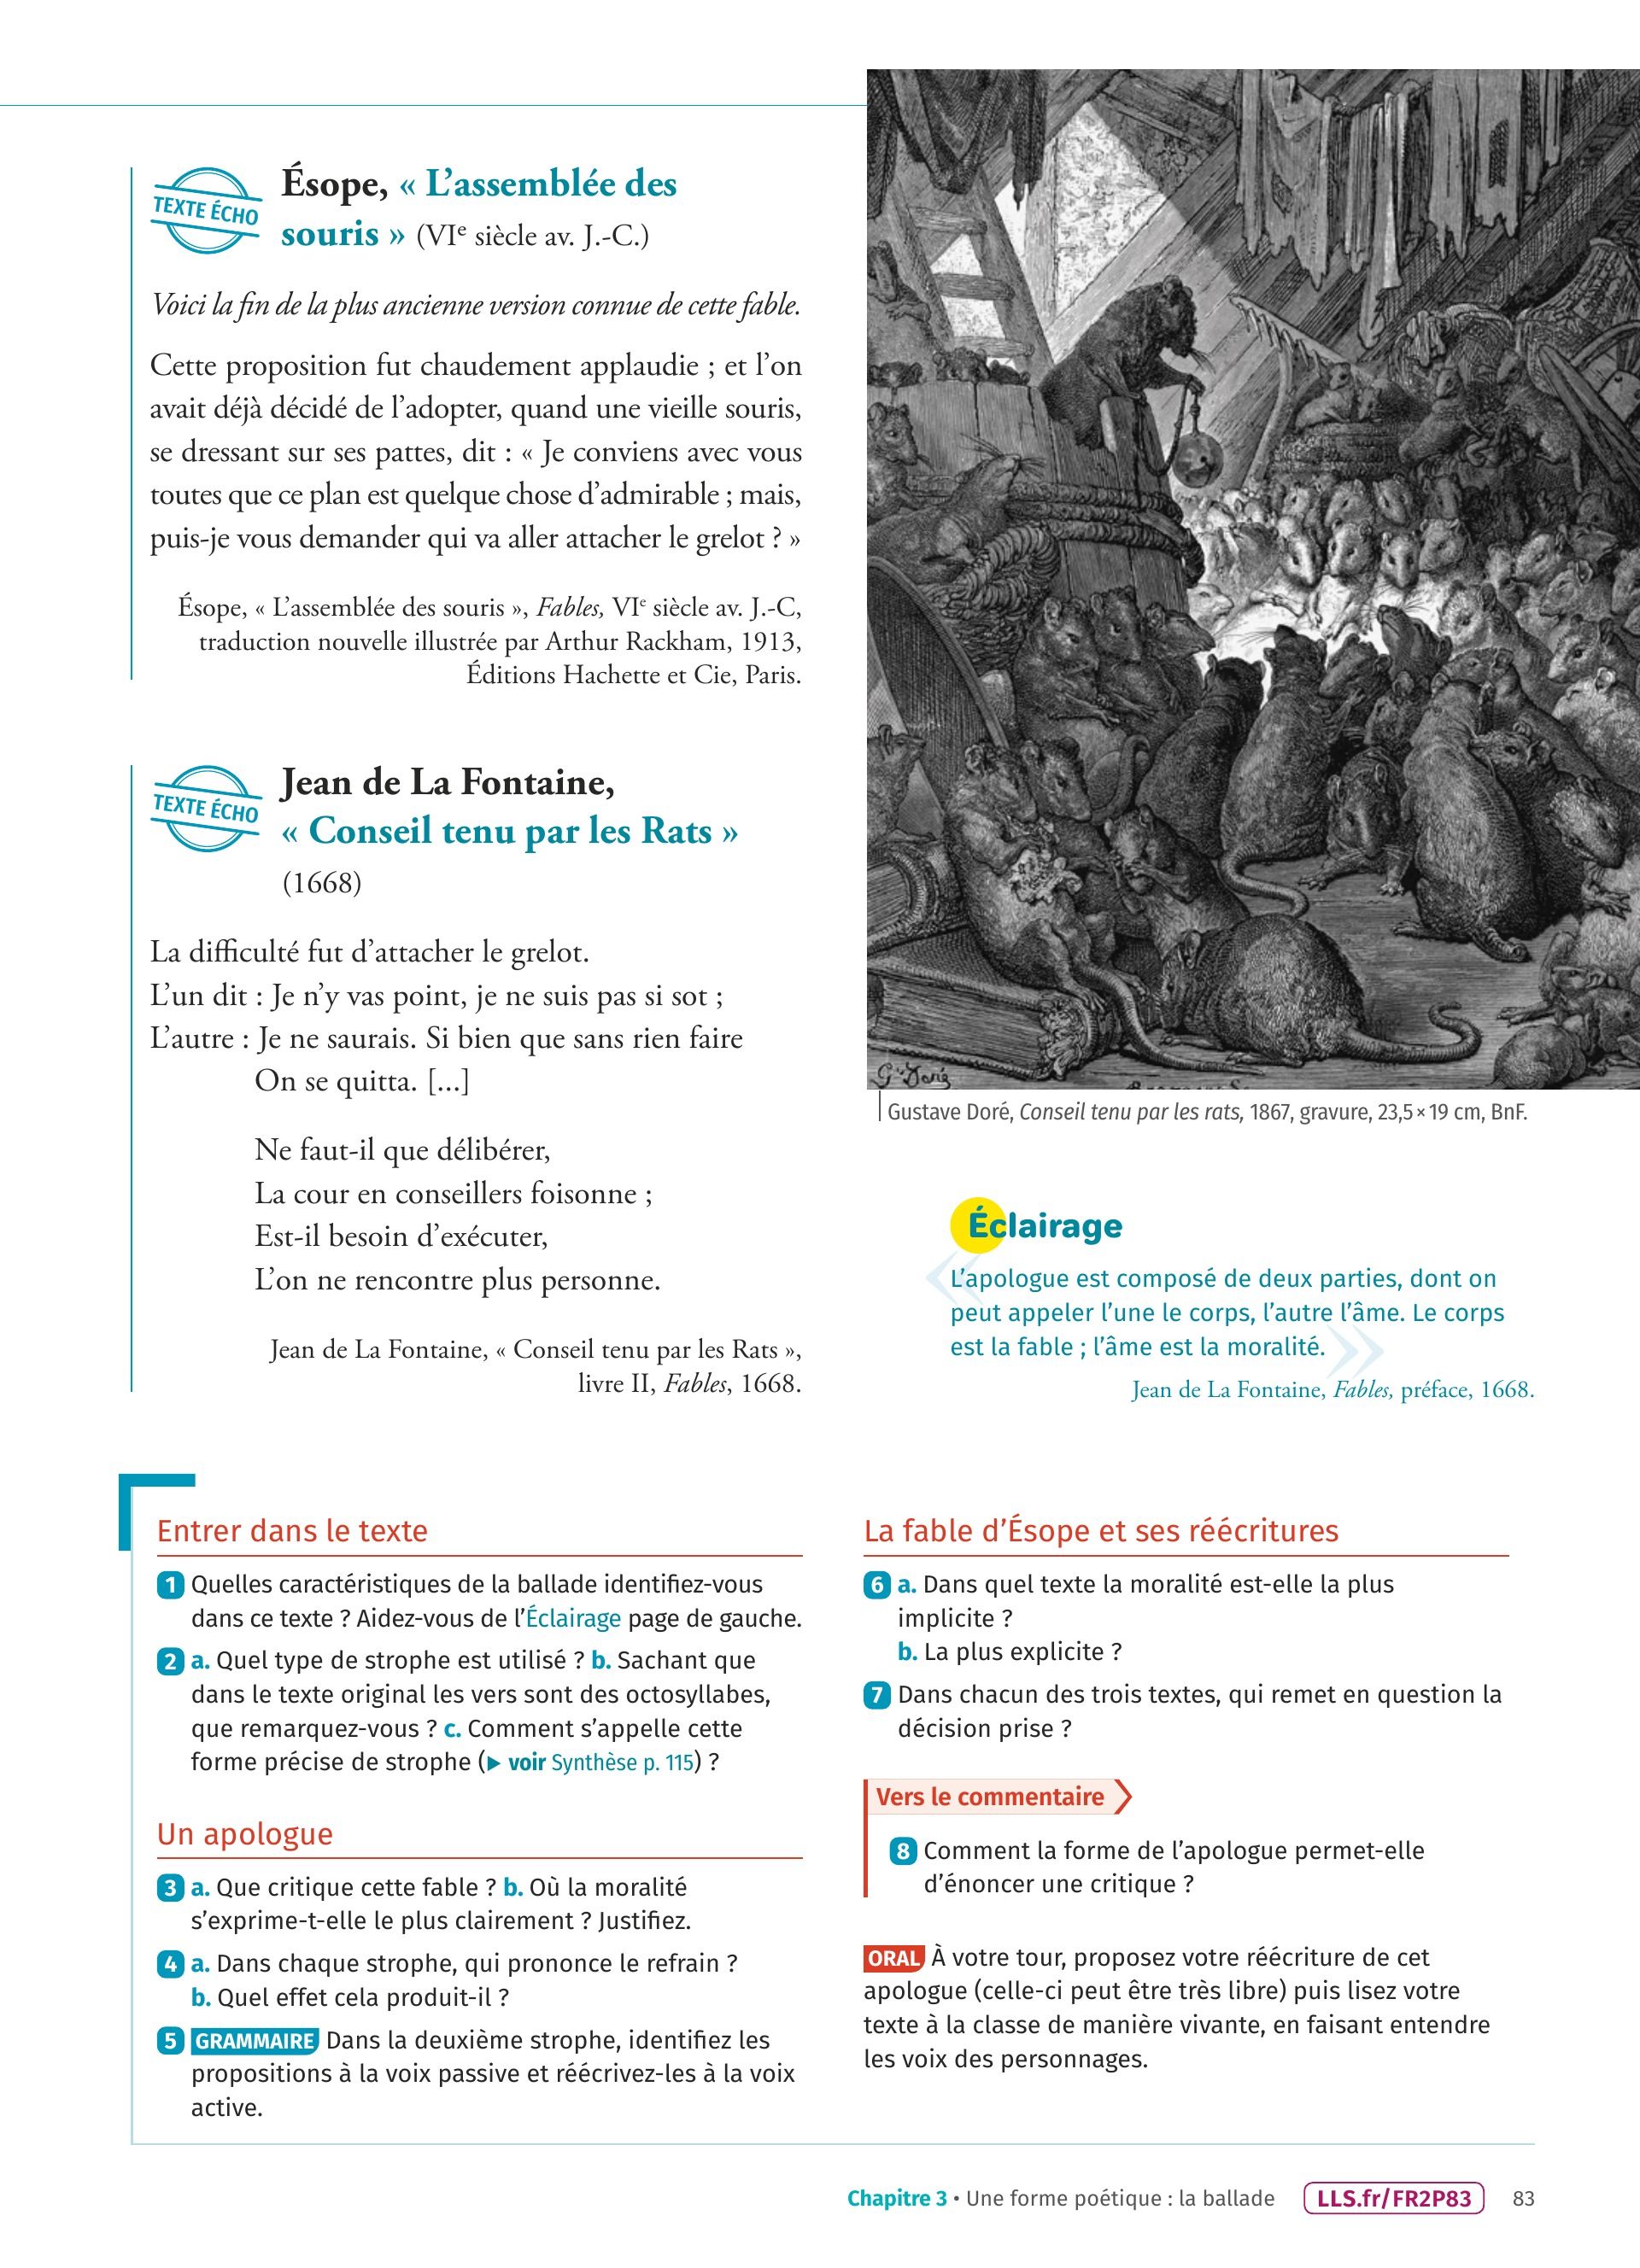 TEXTE ÉCHO
Ésope, « L’assemblée des
souris » (VIe siècle av. J.-C.)
Voici la fin de la plus ancienne version connue de cette fable.
Cette proposition fut chaudement applaudie ; et l’on
avait déjà décidé de l’adopter, quand une vieille souris,
se dressant sur ses pattes, dit : « Je conviens avec vous
toutes que ce plan est quelque chose d’admirable ; mais,
puis-je vous demander qui va aller attacher le grelot ? »
Ésope, « L’assemblée des souris », Fables, VIe siècle av. J.-C,
traduction nouvelle illustrée par Arthur Rackham, 1913,
Éditions Hachette et Cie, Paris.
TEXTE ÉCHO
Jean de La Fontaine,
« Conseil tenu par les Rats »
(1668)
La difficulté fut d’attacher le grelot.
L’un dit : Je n’y vas point, je ne suis pas si sot ;
L’autre : Je ne saurais. Si bien que sans rien faire
On se quitta. [...]
Ne faut-il que délibérer,
La cour en conseillers foisonne ;
Est-il besoin d’exécuter,
L’on ne rencontre plus personne.
Jean de La Fontaine, « Conseil tenu par les Rats »,
livre II, Fables, 1668.
G. Doré
Gustave Doré, Conseil tenu par les rats, 1867, gravure, 23,5 × 19 cm, BnF.
Éclairage
« L’apologue est composé de deux parties, dont on
peut appeler l’une le corps, l’autre l’âme. Le corps
est la fable ; l’âme est la moralité. »
Jean de La Fontaine, Fables, préface, 1668.
Entrer dans le texte
1 Quelles caractéristiques de la ballade identifiez-vous
dans ce texte ? Aidez-vous de l’Éclairage page de gauche.
2 a. Quel type de strophe est utilisé ? b. Sachant que
dans le texte original les vers sont des octosyllabes,
que remarquez-vous ? c. Comment s’appelle cette
forme précise de strophe (▶ voir Synthèse p. 115) ?
Un apologue
3 a. Que critique cette fable ? b. Où la moralité
s’exprime-t-elle le plus clairement ? Justifiez.
4 a. Dans chaque strophe, qui prononce le refrain ?
b. Quel effet cela produit-il ?
5 GRAMMAIRE Dans la deuxième strophe, identifiez les
propositions à la voix passive et réécrivez-les à la voix
active.
La fable d’Ésope et ses réécritures
6 a. Dans quel texte la moralité est-elle la plus
implicite ?
b. La plus explicite ?
7 Dans chacun des trois textes, qui remet en question la
décision prise ?
Vers le commentaire
8 Comment la forme de l’apologue permet-elle
d’énoncer une critique ?
ORAL À votre tour, proposez votre réécriture de cet
apologue (celle-ci peut être très libre) puis lisez votre
texte à la classe de manière vivante, en faisant entendre
les voix des personnages.
Chapitre 3 • Une forme poétique : la ballade LLS.fr/FR2P83 83